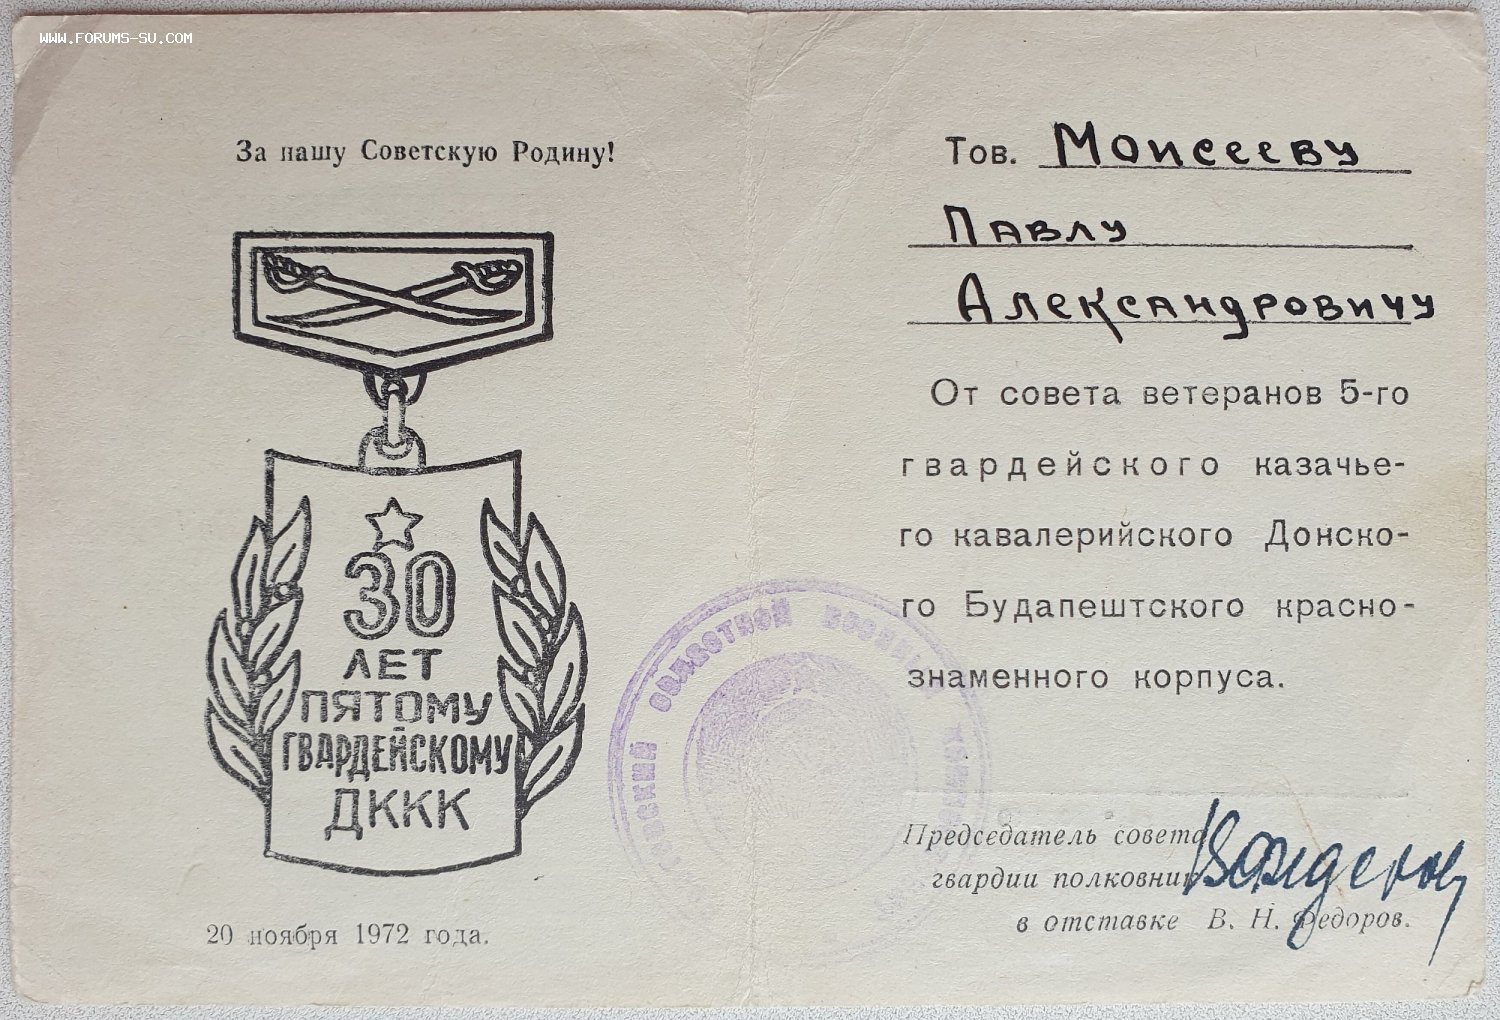 WWW.FORUMS-SU.COM
За нашу Советскую Родину!
30
ЛЕТ
ПЯТОМУ
ГВАРДЕЙСКОМУ
ДККК
20 ноября 1972 года.
Тов. Моисееву
Павлу
Александровичу
От совета ветеранов 5-го
гвардейского казачье-
го кавалерийского Донско-
го Будапештского красно-
знаменного корпуса.
Председатель совета
гвардии полковник
в отставке В. Н. Федоров.
ОБЛАСТНОЙ